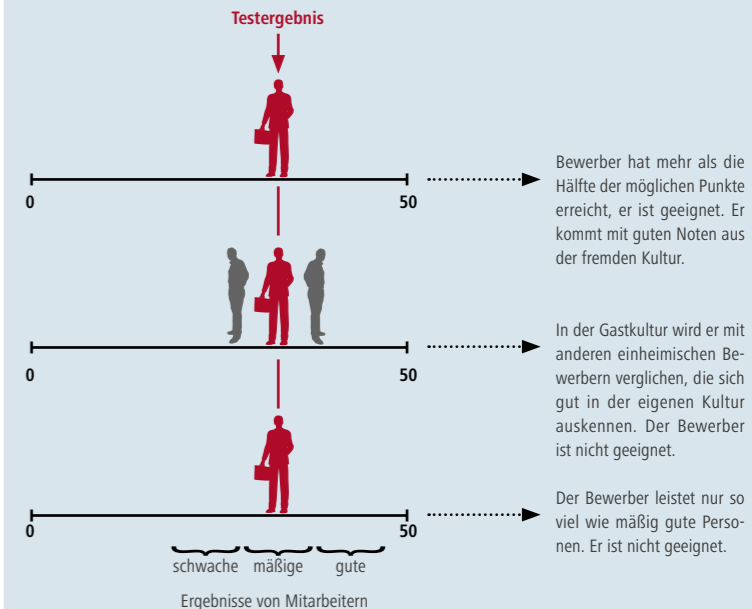 Testergebnis
0
50
Bewerber hat mehr als die
Hälfte der möglichen Punkte
erreicht, er ist geeignet. Er
kommt mit guten Noten aus
der fremden Kultur.
0
50
In der Gastkultur wird er mit
anderen einheimischen Be-
werbern verglichen, die sich
gut in der eigenen Kultur
auskennen. Der Bewerber
ist nicht geeignet.
0
50
Der Bewerber leistet nur so
viel wie mäßig gute Perso-
nen. Er ist nicht geeignet.
schwache mäßige gute
Ergebnisse von Mitarbeitern